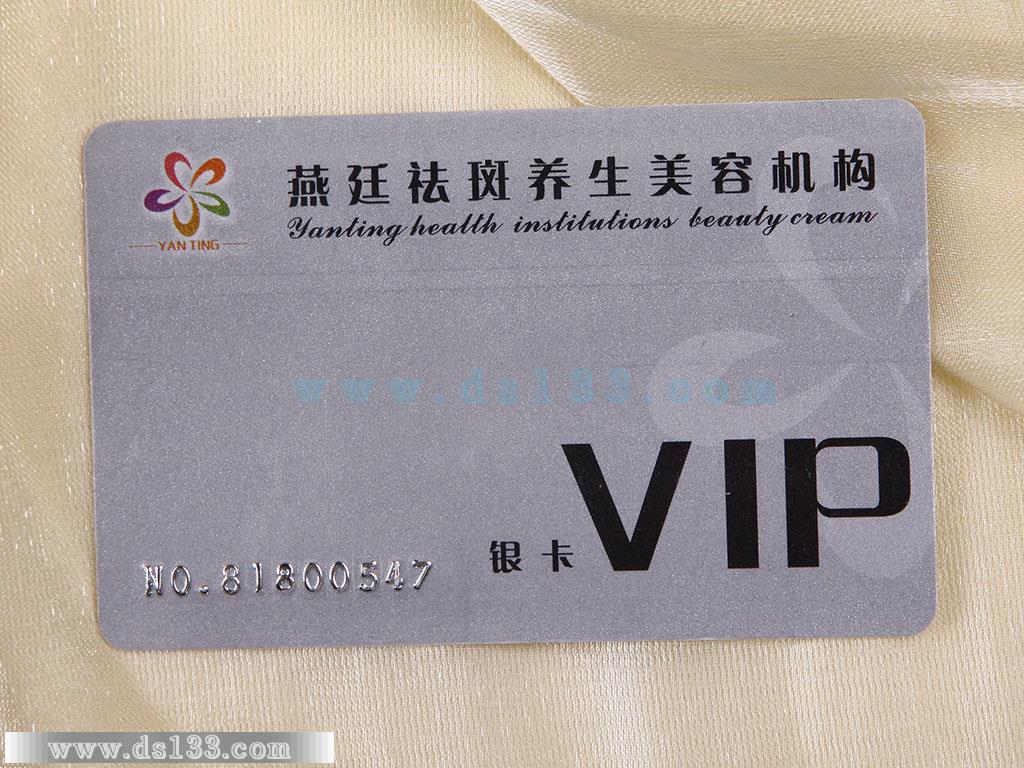 燕廷祛斑养生美容机构
Yanting health institutions beauty cream
YAN TING
www.ds133.com
VIP
银卡
NO.81800547
www.ds133.com